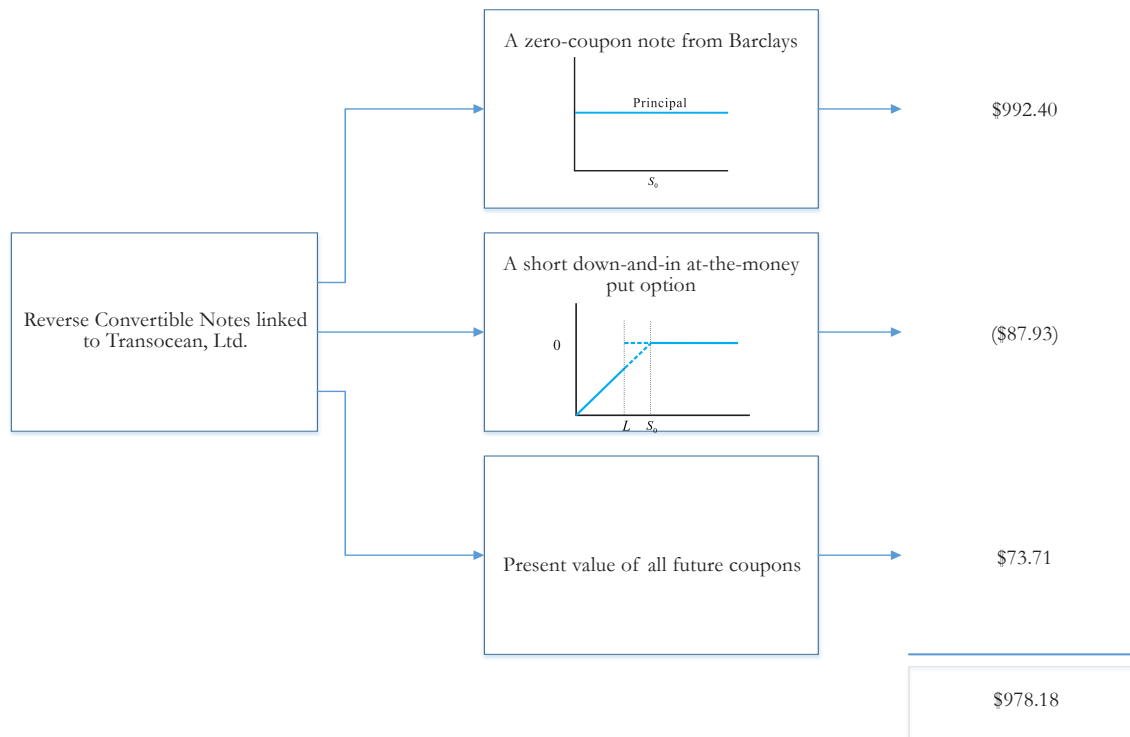 A zero-coupon note from Barclays
Principal
S₀
$992.40
Reverse Convertible Notes linked
to Transocean, Ltd.
A short down-and-in at-the-money
put option
0
L S₀
($87.93)
Present value of all future coupons
$73.71
$978.18